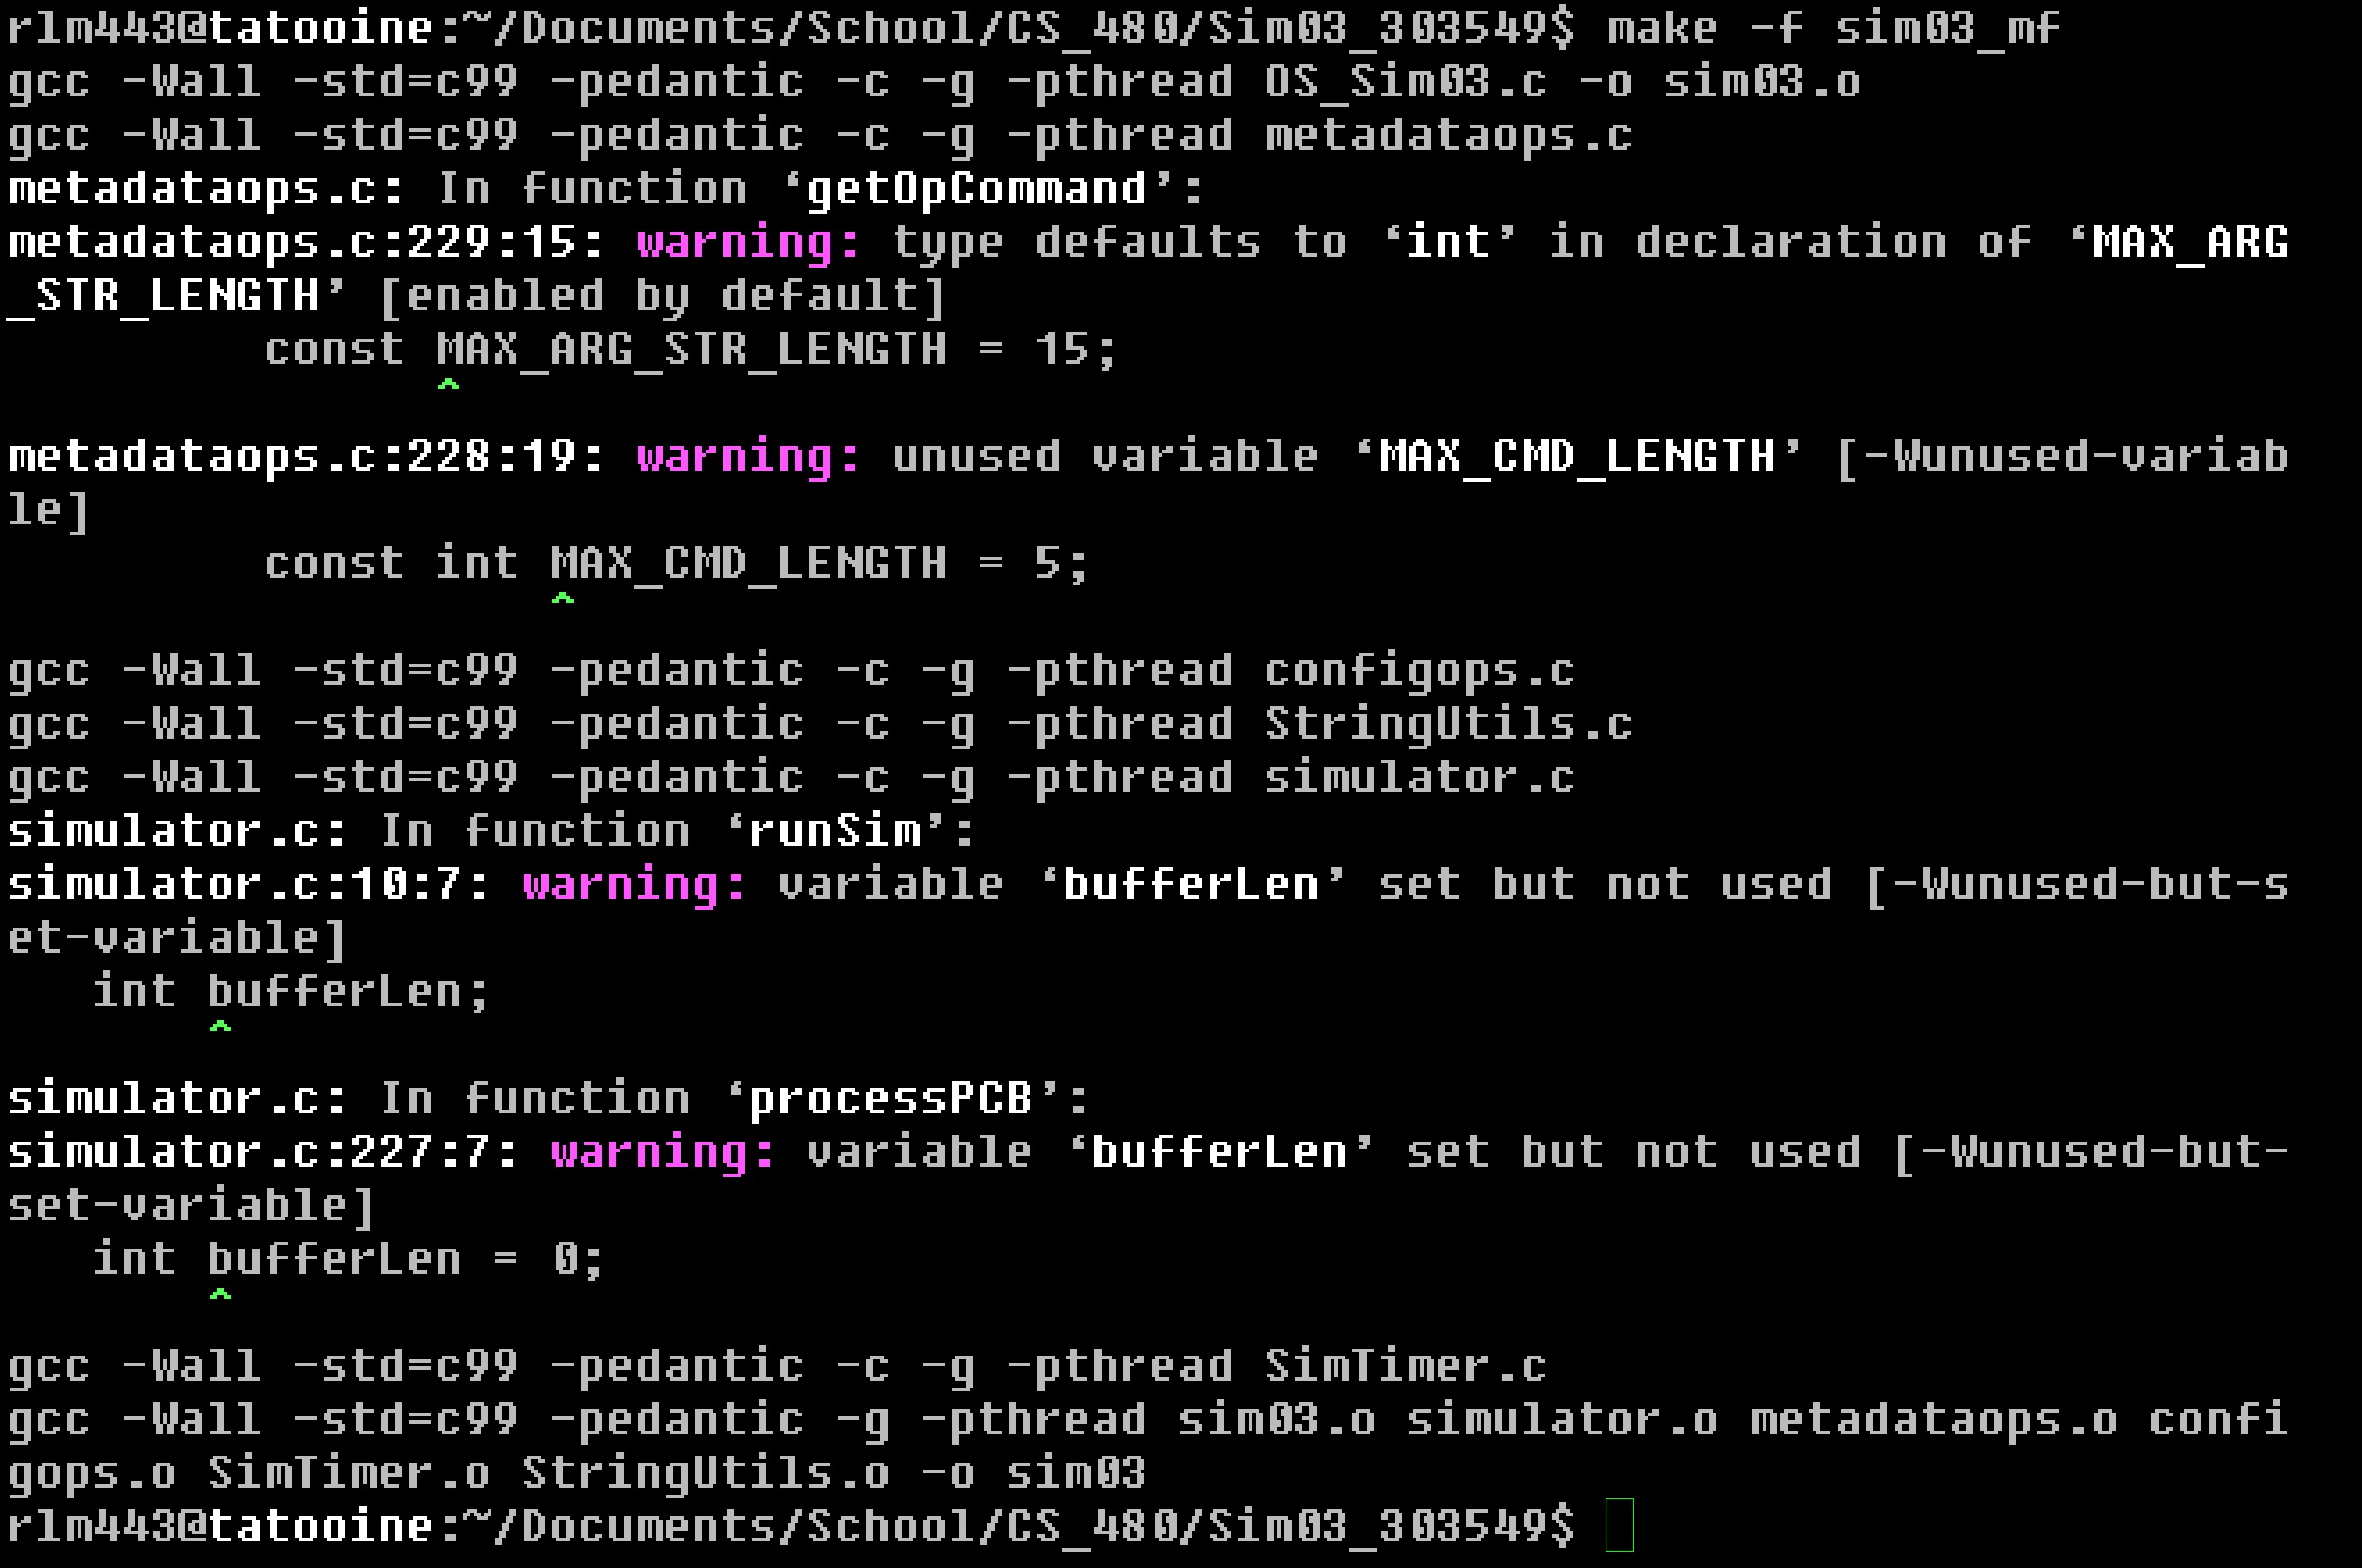 rlm443@tatooine:~/Documents/School/CS_480/Sim03_303549$ make -f sim03_mf
gcc -Wall -std=c99 -pedantic -c -g -pthread OS_Sim03.c -o sim03.o
gcc -Wall -std=c99 -pedantic -c -g -pthread metadataops.c
metadataops.c: In function ‘getOpCommand’:
metadataops.c:229:15: warning: type defaults to ‘int’ in declaration of ‘MAX_ARG
_STR_LENGTH’ [enabled by default]
         const MAX_ARG_STR_LENGTH = 15;
               ^
metadataops.c:228:19: warning: unused variable ‘MAX_CMD_LENGTH’ [-Wunused-variab
le]
         const int MAX_CMD_LENGTH = 5;
                   ^
gcc -Wall -std=c99 -pedantic -c -g -pthread configops.c
gcc -Wall -std=c99 -pedantic -c -g -pthread StringUtils.c
gcc -Wall -std=c99 -pedantic -c -g -pthread simulator.c
simulator.c: In function ‘runSim’:
simulator.c:10:7: warning: variable ‘bufferLen’ set but not used [-Wunused-but-s
et-variable]
   int bufferLen;
       ^
simulator.c: In function ‘processPCB’:
simulator.c:227:7: warning: variable ‘bufferLen’ set but not used [-Wunused-but-
set-variable]
   int bufferLen = 0;
       ^
gcc -Wall -std=c99 -pedantic -c -g -pthread SimTimer.c
gcc -Wall -std=c99 -pedantic -g -pthread sim03.o simulator.o metadataops.o confi
gops.o SimTimer.o StringUtils.o -o sim03
rlm443@tatooine:~/Documents/School/CS_480/Sim03_303549$